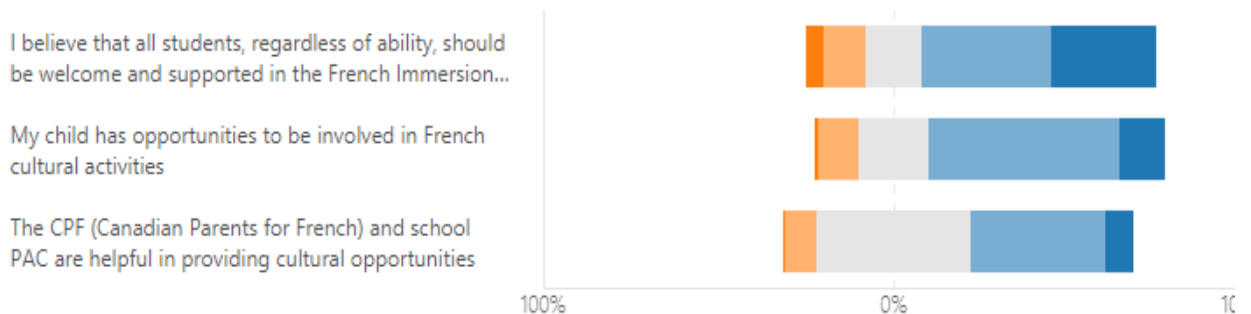 I believe that all students, regardless of ability, should
be welcome and supported in the French Immersion...
My child has opportunities to be involved in French
cultural activities
The CPF (Canadian Parents for French) and school
PAC are helpful in providing cultural opportunities
100% 0% 10